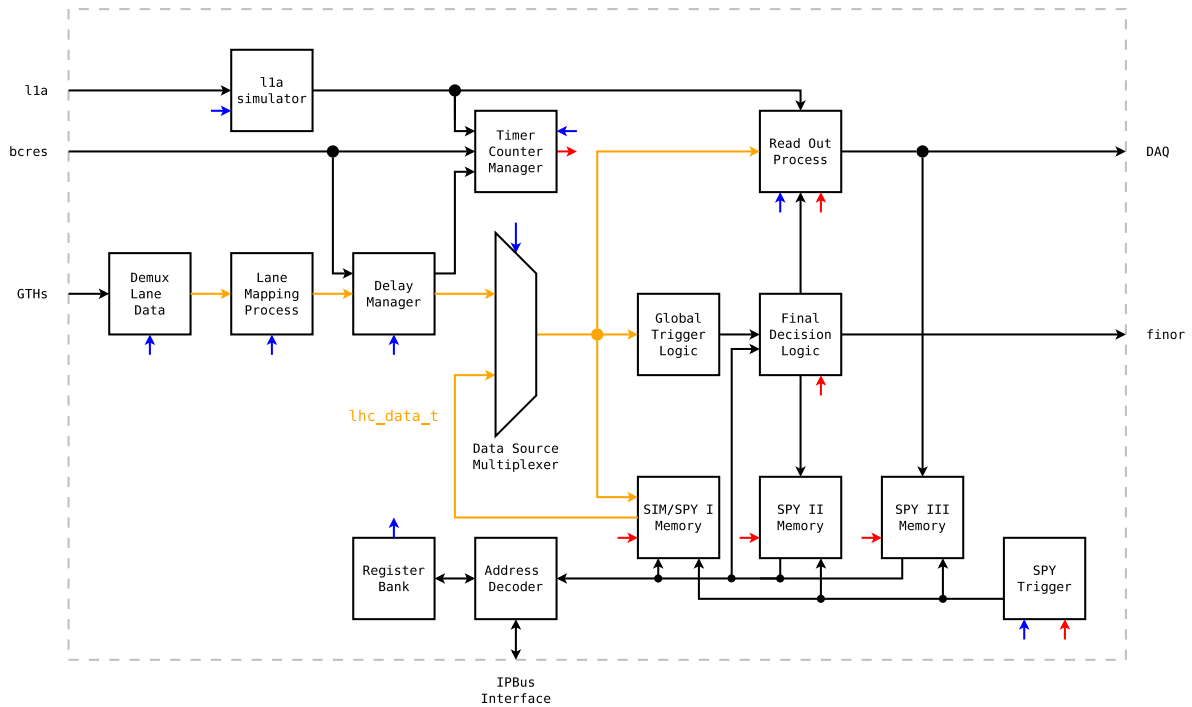 l1a
l1a
simulator
bcres
Timer
Counter
Manager
Read Out
Process
DAQ
GTHs
Demux
Lane
Data
Lane
Mapping
Process
Delay
Manager
Global
Trigger
Logic
Final
Decision
Logic
finor
lhc_data_t
Data Source
Multiplexer
SIM/SPY I
Memory
SPY II
Memory
SPY III
Memory
Register
Bank
Address
Decoder
SPY
Trigger
IPBus
Interface